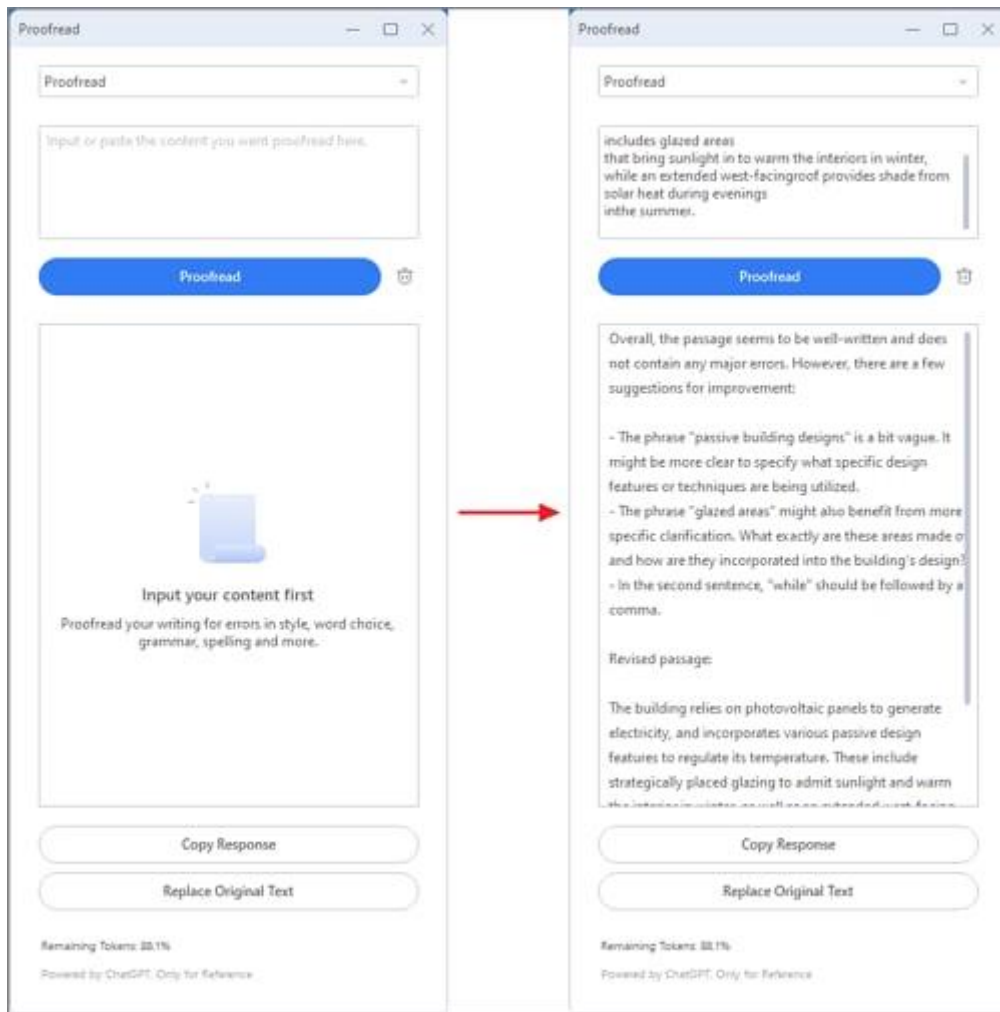 Proofread
Proofread
Input or paste the content you want proofread here.
Proofread
Input your content first
Proofread your writing for errors in style, word choice,
grammar, spelling and more.
Copy Response
Replace Original Text
Remaining Tokens: 88.1%
Powered by ChatGPT. Only for Reference
Proofread
Proofread
includes glazed areas
that bring sunlight in to warm the interiors in winter,
while an extended west-facingroof provides shade from
solar heat during evenings
inthe summer.
Proofread
Overall, the passage seems to be well-written and does
not contain any major errors. However, there are a few
suggestions for improvement:
- The phrase "passive building designs" is a bit vague. It
might be more clear to specify what specific design
features or techniques are being utilized.
- The phrase "glazed areas" might also benefit from more
specific clarification. What exactly are these areas made o
and how are they incorporated into the building's design?
- In the second sentence, "while" should be followed by a
comma.
Revised passage:
The building relies on photovoltaic panels to generate
electricity, and incorporates various passive design
features to regulate its temperature. These include
strategically placed glazing to admit sunlight and warm
Copy Response
Replace Original Text
Remaining Tokens: 88.1%
Powered by ChatGPT. Only for Reference